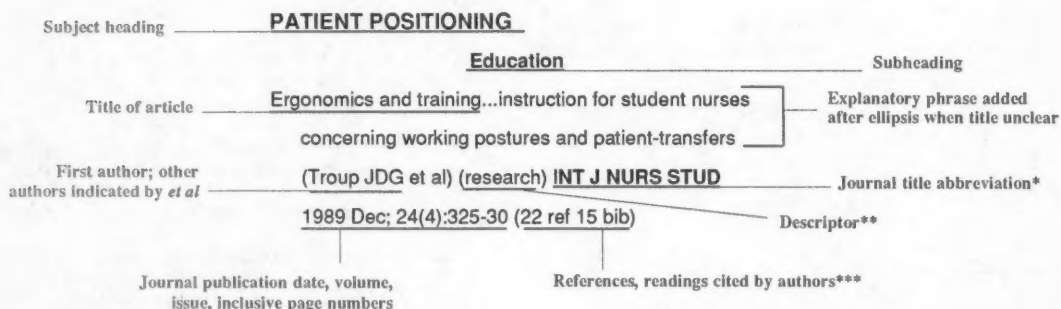 Subject heading PATIENT POSITIONING
Education Subheading
Title of article Ergonomics and training...instruction for student nurses
concerning working postures and patient-transfers
Explanatory phrase added
after ellipsis when title unclear
First author; other
authors indicated by et al
(Troup JDG et al) (research) INT J NURS STUD Journal title abbreviation*
Descriptor**
1989 Dec; 24(4):325-30 (22 ref 15 bib)
Journal publication date, volume,
issue, inclusive page numbers
References, readings cited by authors***